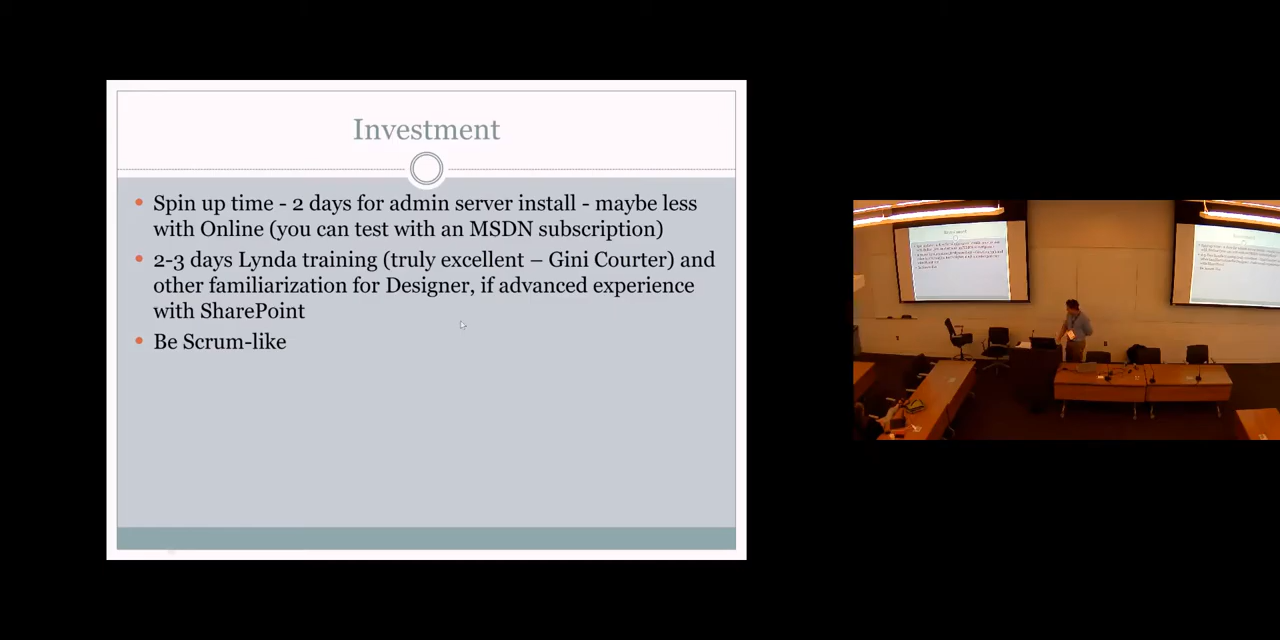 Investment
Spin up time - 2 days for admin server install - maybe less
with Online (you can test with an MSDN subscription)
2-3 days Lynda training (truly excellent – Gini Courter) and
other familiarization for Designer, if advanced experience
with SharePoint
Be Scrum-like